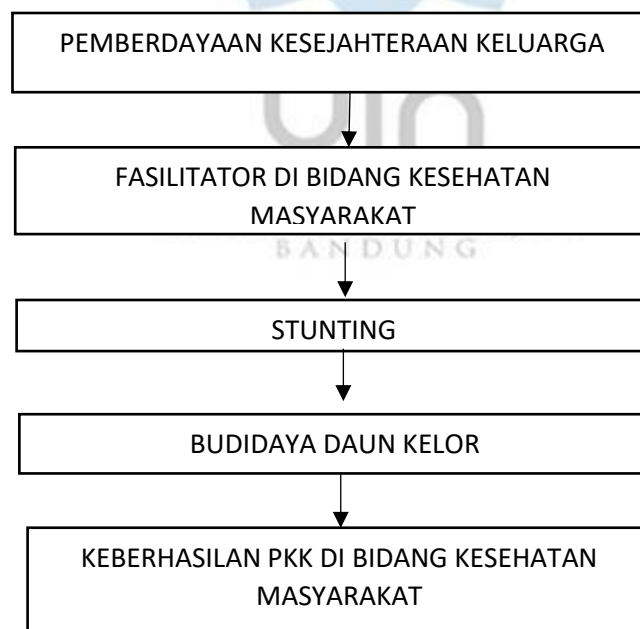 PEMBERDAYAAN KESEJAHTERAAN KELUARGA
uin
FASILITATOR DI BIDANG KESEHATAN
MASYARAKAT
BANDUNG
STUNTING
BUDIDAYA DAUN KELOR
KEBERHASILAN PKK DI BIDANG KESEHATAN
MASYARAKAT